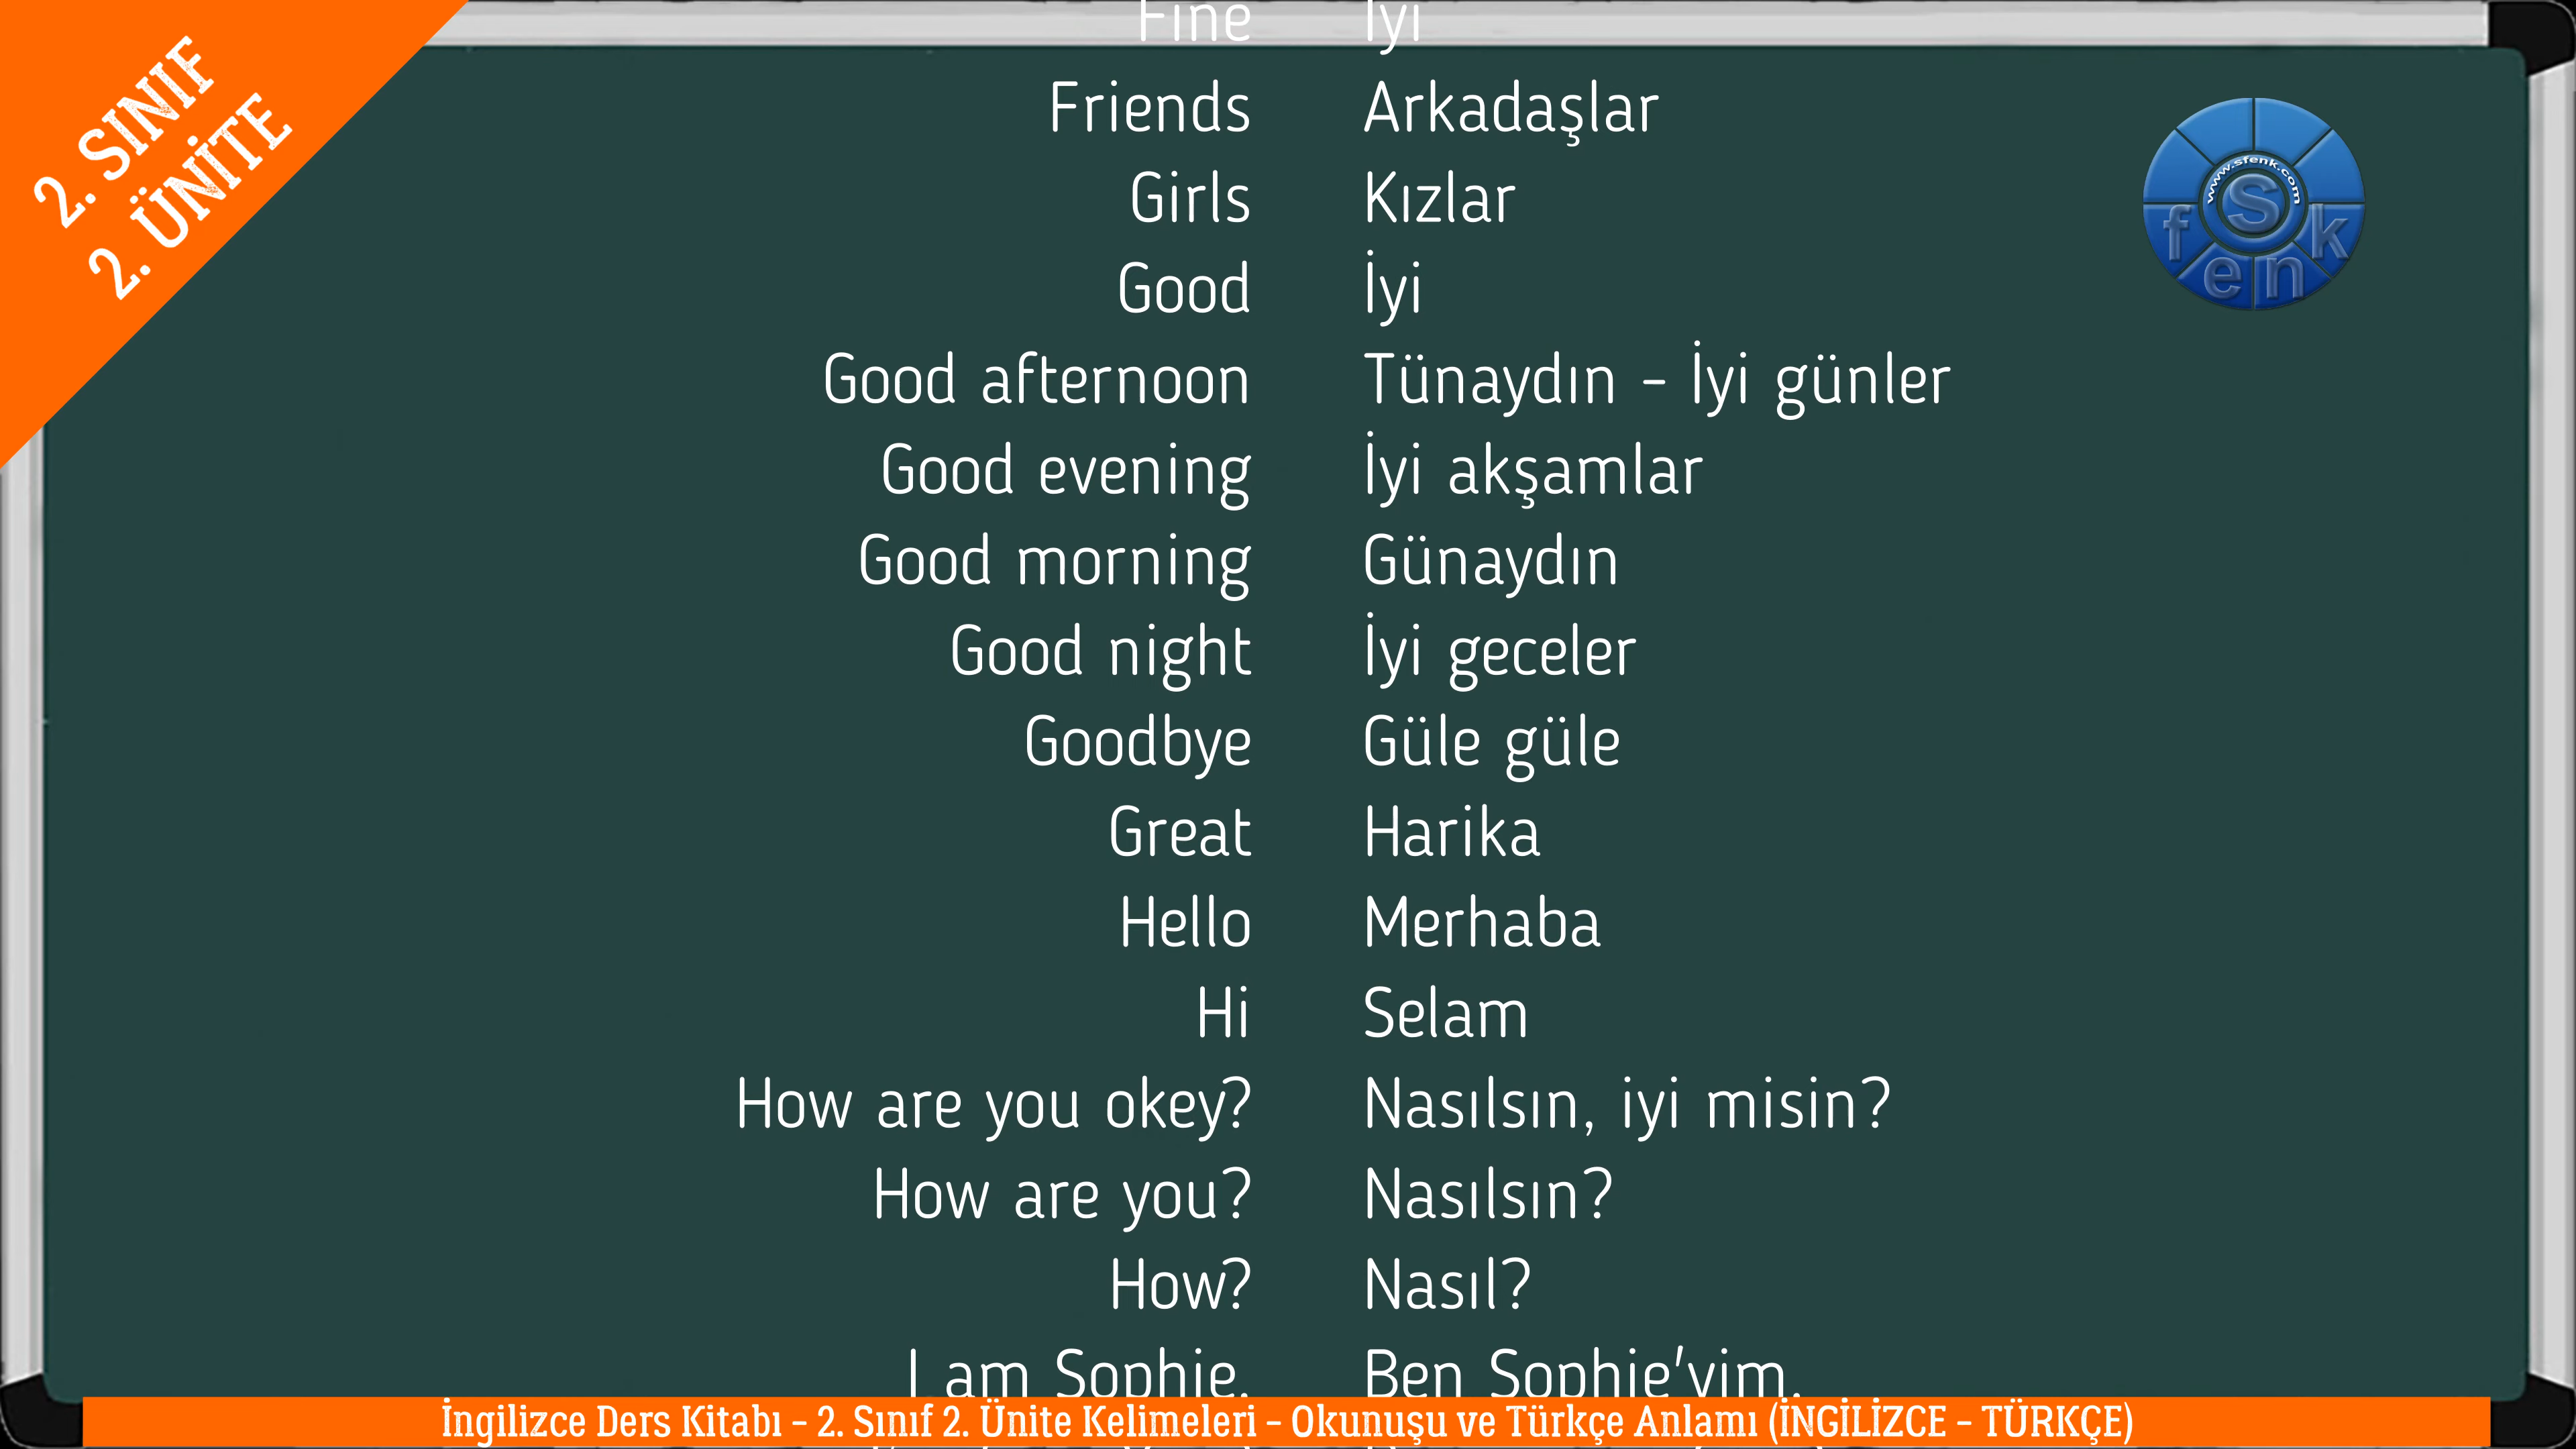 2. SINIF
2. ÜNİTE
Fine İyi
Friends Arkadaşlar
Girls Kızlar
Good İyi
Good afternoon Tünaydın - İyi günler
Good evening İyi akşamlar
Good morning Günaydın
Good night İyi geceler
Goodbye Güle güle
Great Harika
Hello Merhaba
Hi Selam
How are you okey? Nasılsın, iyi misin?
How are you? Nasılsın?
How? Nasıl?
I am Sophie. Ben Sophie'yim.
www.sfenk.com
S
f e n k
İngilizce Ders Kitabı - 2. Sınıf 2. Ünite Kelimeleri - Okunuşu ve Türkçe Anlamı (İNGİLİZCE - TÜRKÇE)